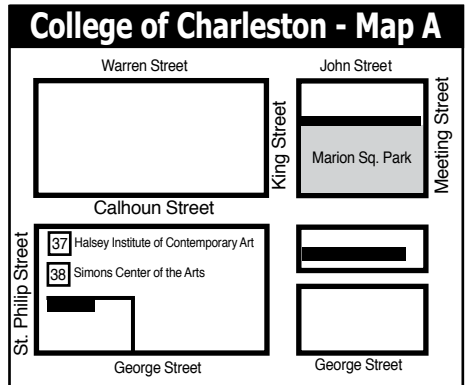 College of Charleston - Map A
Warren Street
John Street
King Street
Meeting Street
Marion Sq. Park
Calhoun Street
St. Philip Street
37 Halsey Institute of Contemporary Art
38 Simons Center of the Arts
George Street
George Street